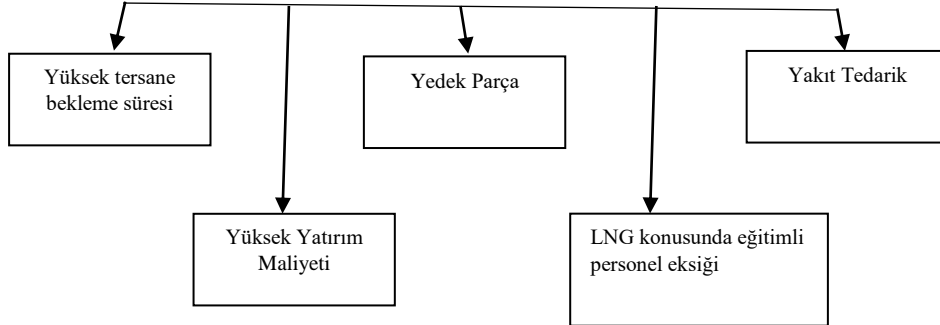 Yüksek tersane
bekleme süresi
Yedek Parça
Yakıt Tedarik
Yüksek Yatırım
Maliyeti
LNG konusunda eğitimli
personel eksiği